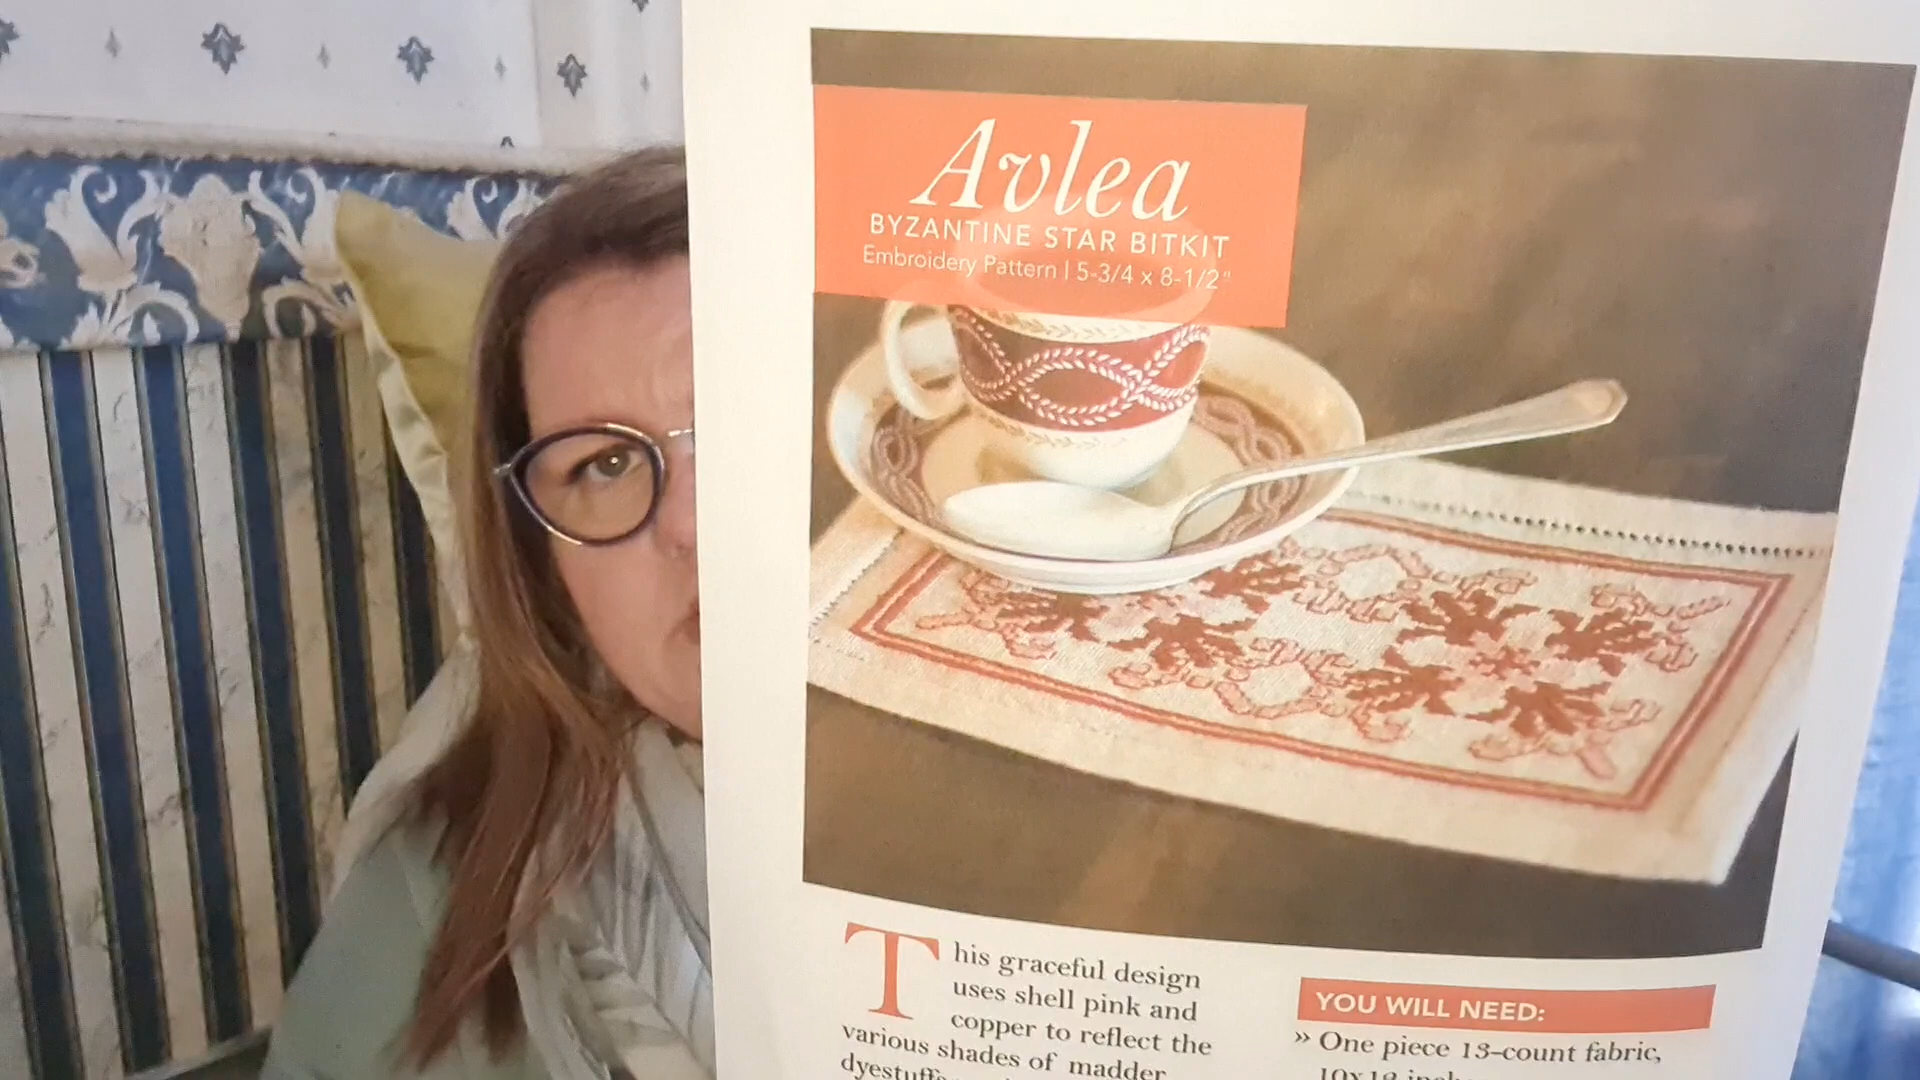 Avlea
BYZANTINE STAR BITKIT
Embroidery Pattern | 5-3/4 x 8-1/2"
This graceful design
uses shell pink and
copper to reflect the
various shades of madder
YOU WILL NEED:
» One piece 13-count fabric,